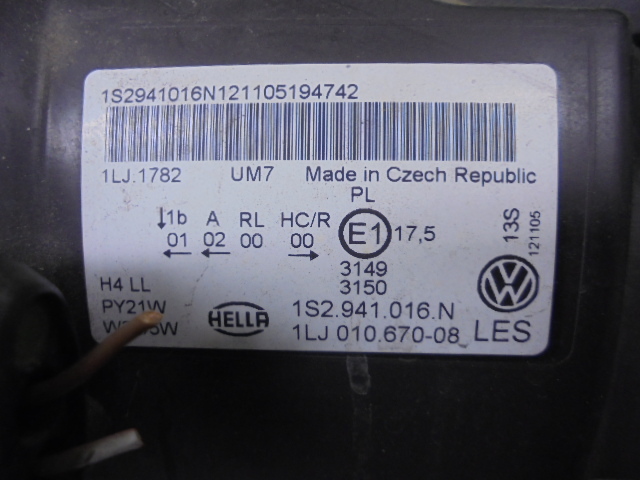 1S2941016N121105194742
1LJ.1782 UM7 Made in Czech Republic
PL
1b A RL HC/R
01 02 00 00 E1 17,5
13S
121105
3149
3150
H4 LL
PY21W
HELLA
1S2.941.016.N
1LJ 010.670-08 LES